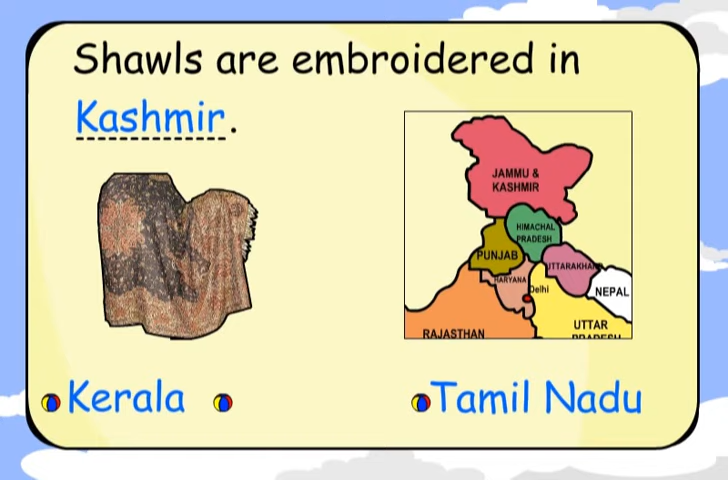 Shawls are embroidered in
Kashmir.
JAMMU &
KASHMIR
HIMACHAL
PRADESH
PUNJAB
UTTARAKHAND
HARYANA
Delhi
NEPAL
RAJASTHAN
UTTAR
PRADESH
Kerala
Tamil Nadu